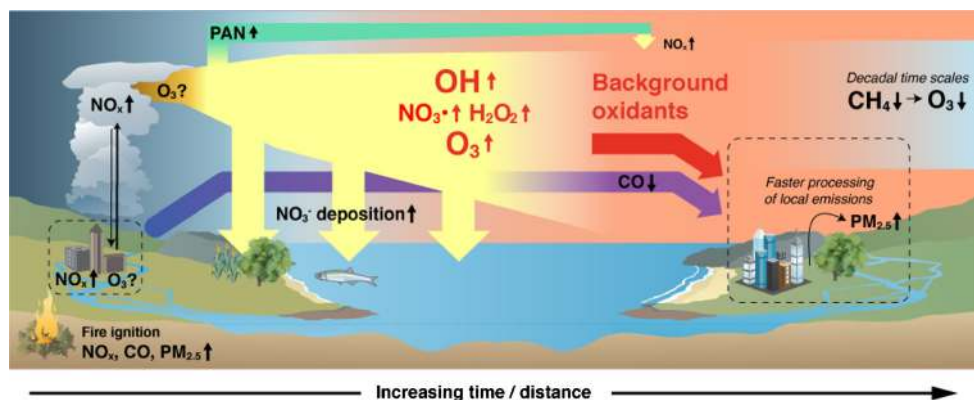 PAN↑
NOₓ↑
O₃?
NOₓ↑
OH↑
NO₃•↑ H₂O₂↑
O₃↑
Background
oxidants
Decadal time scales
CH₄↓→O₃↓
CO↓
NO₃⁻ deposition↑
Faster processing
of local emissions
PM₂.₅↑
NOₓ↑ O₃?
Fire ignition
NOₓ, CO, PM₂.₅↑
Increasing time / distance